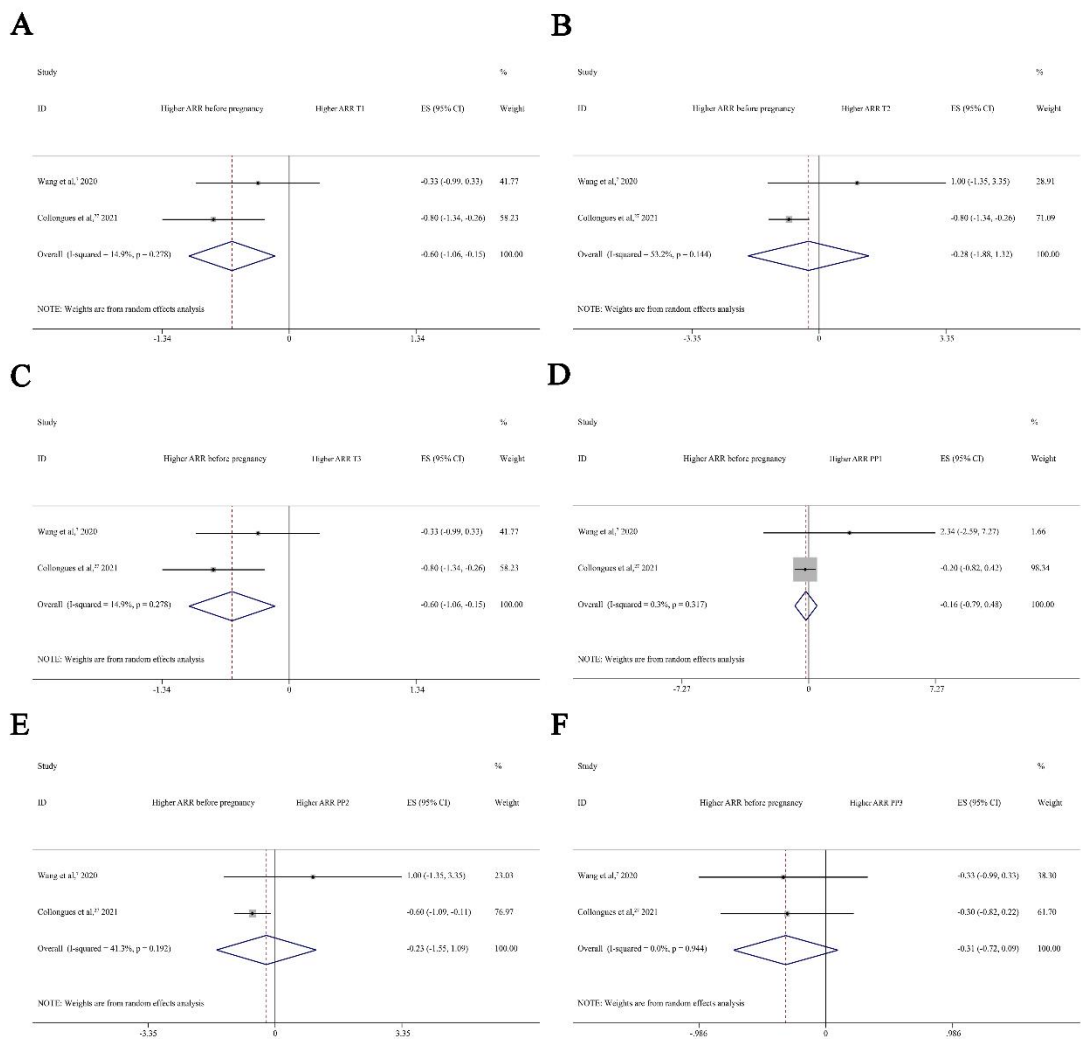 A
Study %
ID Higher ARR before pregnancy Higher ARR T1 ES (95% CI) Weight
Wang et al,⁷ 2020 -0.33 (-0.99, 0.33) 41.77
Collongues et al,²⁷ 2021 -0.80 (-1.34, -0.26) 58.23
Overall (I-squared = 14.9%, p = 0.278) -0.60 (-1.06, -0.15) 100.00
NOTE: Weights are from random effects analysis
-1.34 0 1.34
B
Study %
ID Higher ARR before pregnancy Higher ARR T2 ES (95% CI) Weight
Wang et al,⁷ 2020 1.00 (-1.35, 3.35) 28.91
Collongues et al,²⁷ 2021 -0.80 (-1.34, -0.26) 71.09
Overall (I-squared = 53.2%, p = 0.144) -0.28 (-1.88, 1.32) 100.00
NOTE: Weights are from random effects analysis
-3.35 0 3.35
C
Study %
ID Higher ARR before pregnancy Higher ARR T3 ES (95% CI) Weight
Wang et al,⁷ 2020 -0.33 (-0.99, 0.33) 41.77
Collongues et al,²⁷ 2021 -0.80 (-1.34, -0.26) 58.23
Overall (I-squared = 14.9%, p = 0.278) -0.60 (-1.06, -0.15) 100.00
NOTE: Weights are from random effects analysis
-1.34 0 1.34
D
Study %
ID Higher ARR before pregnancy Higher ARR PP1 ES (95% CI) Weight
Wang et al,⁷ 2020 2.34 (-2.59, 7.27) 1.66
Collongues et al,²⁷ 2021 -0.20 (-0.82, 0.42) 98.34
Overall (I-squared = 0.3%, p = 0.317) -0.16 (-0.79, 0.48) 100.00
NOTE: Weights are from random effects analysis
-7.27 0 7.27
E
Study %
ID Higher ARR before pregnancy Higher ARR PP2 ES (95% CI) Weight
Wang et al,⁷ 2020 1.00 (-1.35, 3.35) 23.03
Collongues et al,²⁷ 2021 -0.60 (-1.09, -0.11) 76.97
Overall (I-squared = 41.3%, p = 0.192) -0.23 (-1.55, 1.09) 100.00
NOTE: Weights are from random effects analysis
-3.35 0 3.35
F
Study %
ID Higher ARR before pregnancy Higher ARR PP3 ES (95% CI) Weight
Wang et al,⁷ 2020 -0.33 (-0.99, 0.33) 38.30
Collongues et al,²⁷ 2021 -0.30 (-0.82, 0.22) 61.70
Overall (I-squared = 0.0%, p = 0.944) -0.31 (-0.72, 0.09) 100.00
NOTE: Weights are from random effects analysis
-.986 0 .986